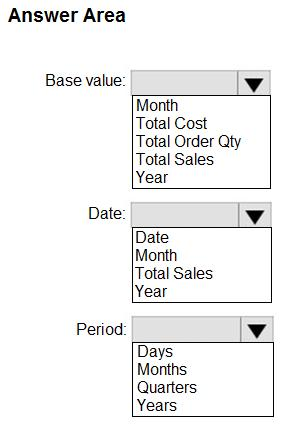 Answer Area
Base value:
Month
Total Cost
Total Order Qty
Total Sales
Year
Date:
Date
Month
Total Sales
Year
Period:
Days
Months
Quarters
Years